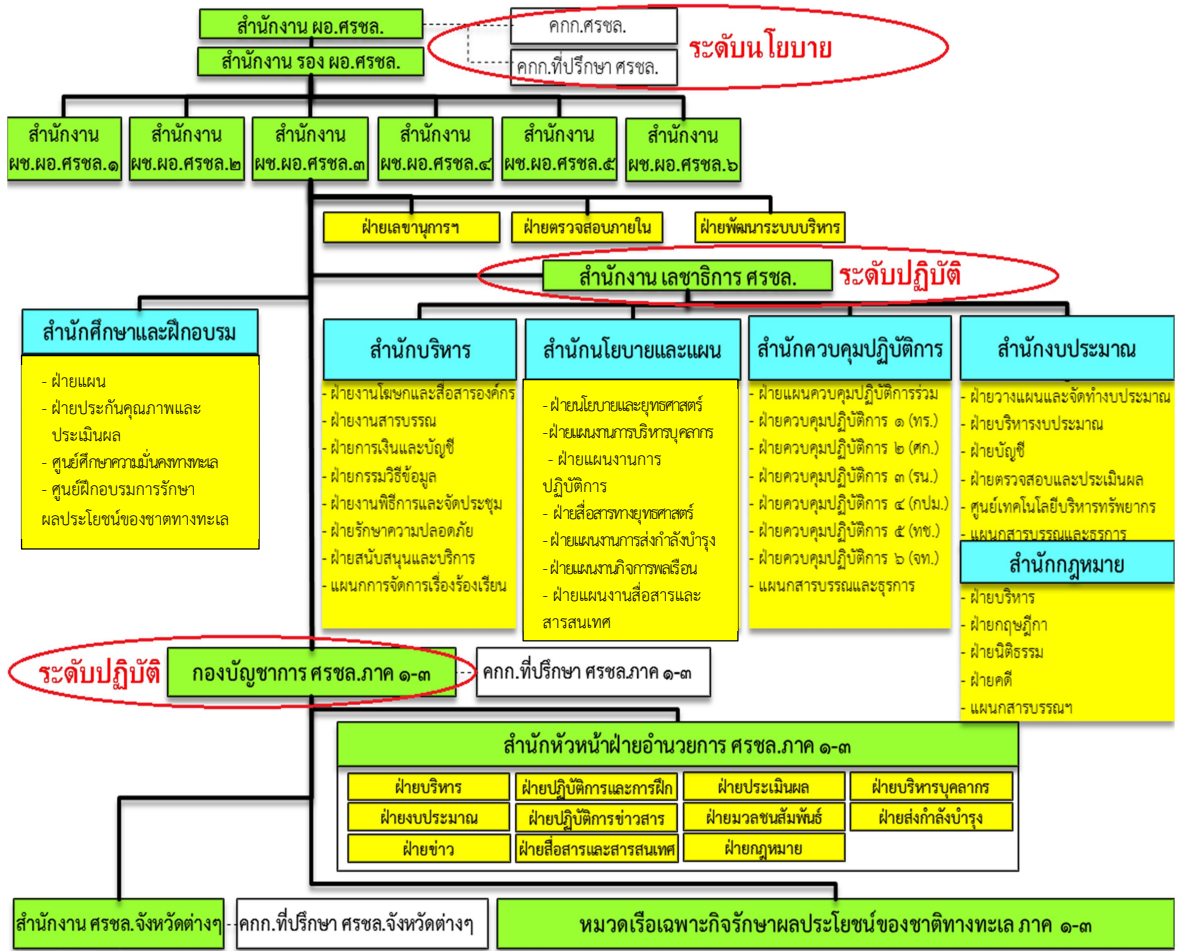 สำนักงาน ผอ.ศรชล.
คกก.ศรชล.
ระดับนโยบาย
สำนักงาน รอง ผอ.ศรชล.
คกก.ที่ปรึกษา ศรชล.
สำนักงาน
ผช.ผอ.ศรชล.๑
สำนักงาน
ผช.ผอ.ศรชล.๒
สำนักงาน
ผช.ผอ.ศรชล.๓
สำนักงาน
ผช.ผอ.ศรชล.๔
สำนักงาน
ผช.ผอ.ศรชล.๕
สำนักงาน
ผช.ผอ.ศรชล.๖
ฝ่ายเลขานุการฯ
ฝ่ายตรวจสอบภายใน
ฝ่ายพัฒนาระบบบริหาร
สำนักงาน เลขาธิการ ศรชล.
ระดับปฏิบัติ
สำนักศึกษาและฝึกอบรม
- ฝ่ายแผน
- ฝ่ายประกันคุณภาพและ
ประเมินผล
- ศูนย์ศึกษาความมั่นคงทางทะเล
- ศูนย์ฝึกอบรมการรักษา
ผลประโยชน์ของชาตทางทะเล
สำนักบริหาร
- ฝ่ายงานโฆษกและสื่อสารองค์กร
- ฝ่ายงานสารบรรณ
- ฝ่ายการเงินและบัญชี
- ฝ่ายกรรมวิธีข้อมูล
- ฝ่ายงานพิธีการและจัดประชุม
- ฝ่ายรักษาความปลอดภัย
- ฝ่ายสนับสนุนและบริการ
- แผนกการจัดการเรื่องร้องเรียน
สำนักนโยบายและแผน
- ฝ่ายนโยบายและยุทธศาสตร์
- ฝ่ายแผนงานการบริหารบุคลากร
- ฝ่ายแผนงานการ
ปฏิบัติการ
- ฝ่ายสื่อสารทางยุทธศาสตร์
- ฝ่ายแผนงานการส่งกำลังบำรุง
- ฝ่ายแผนงานกิจการพลเรือน
- ฝ่ายแผนงานสื่อสารและ
สารสนเทศ
สำนักควบคุมปฏิบัติการ
- ฝ่ายแผนควบคุมปฏิบัติการร่วม
- ฝ่ายควบคุมปฏิบัติการ ๑ (ทร.)
- ฝ่ายควบคุมปฏิบัติการ ๒ (ศก.)
- ฝ่ายควบคุมปฏิบัติการ ๓ (รน.)
- ฝ่ายควบคุมปฏิบัติการ ๔ (กปม.)
- ฝ่ายควบคุมปฏิบัติการ ๕ (ทช.)
- ฝ่ายควบคุมปฏิบัติการ ๖ (จท.)
- แผนกสารบรรณและธุรการ
สำนักงบประมาณ
- ฝ่ายวางแผนและจัดทำงบประมาณ
- ฝ่ายบริหารงบประมาณ
- ฝ่ายบัญชี
- ฝ่ายตรวจสอบและประเมินผล
- ศูนย์เทคโนโลยีบริหารทรัพยากร
- แผนกสารบรรณและธุรการ
สำนักกฎหมาย
- ฝ่ายบริหาร
- ฝ่ายกฤษฎีกา
- ฝ่ายนิติธรรม
- ฝ่ายคดี
- แผนกสารบรรณฯ
ระดับปฏิบัติ
กองบัญชาการ ศรชล.ภาค ๑-๓
คกก.ที่ปรึกษา ศรชล.ภาค ๑-๓
สำนักหัวหน้าฝ่ายอำนวยการ ศรชล.ภาค ๑-๓
ฝ่ายบริหาร
ฝ่ายปฏิบัติการและการฝึก
ฝ่ายประเมินผล
ฝ่ายบริหารบุคลากร
ฝ่ายงบประมาณ
ฝ่ายปฏิบัติการข่าวสาร
ฝ่ายมวลชนสัมพันธ์
ฝ่ายส่งกำลังบำรุง
ฝ่ายข่าว
ฝ่ายสื่อสารและสารสนเทศ
ฝ่ายกฎหมาย
สำนักงาน ศรชล.จังหวัดต่างๆ
คกก.ที่ปรึกษา ศรชล.จังหวัดต่างๆ
หมวดเรือเฉพาะกิจรักษาผลประโยชน์ของชาติทางทะเล ภาค ๑-๓